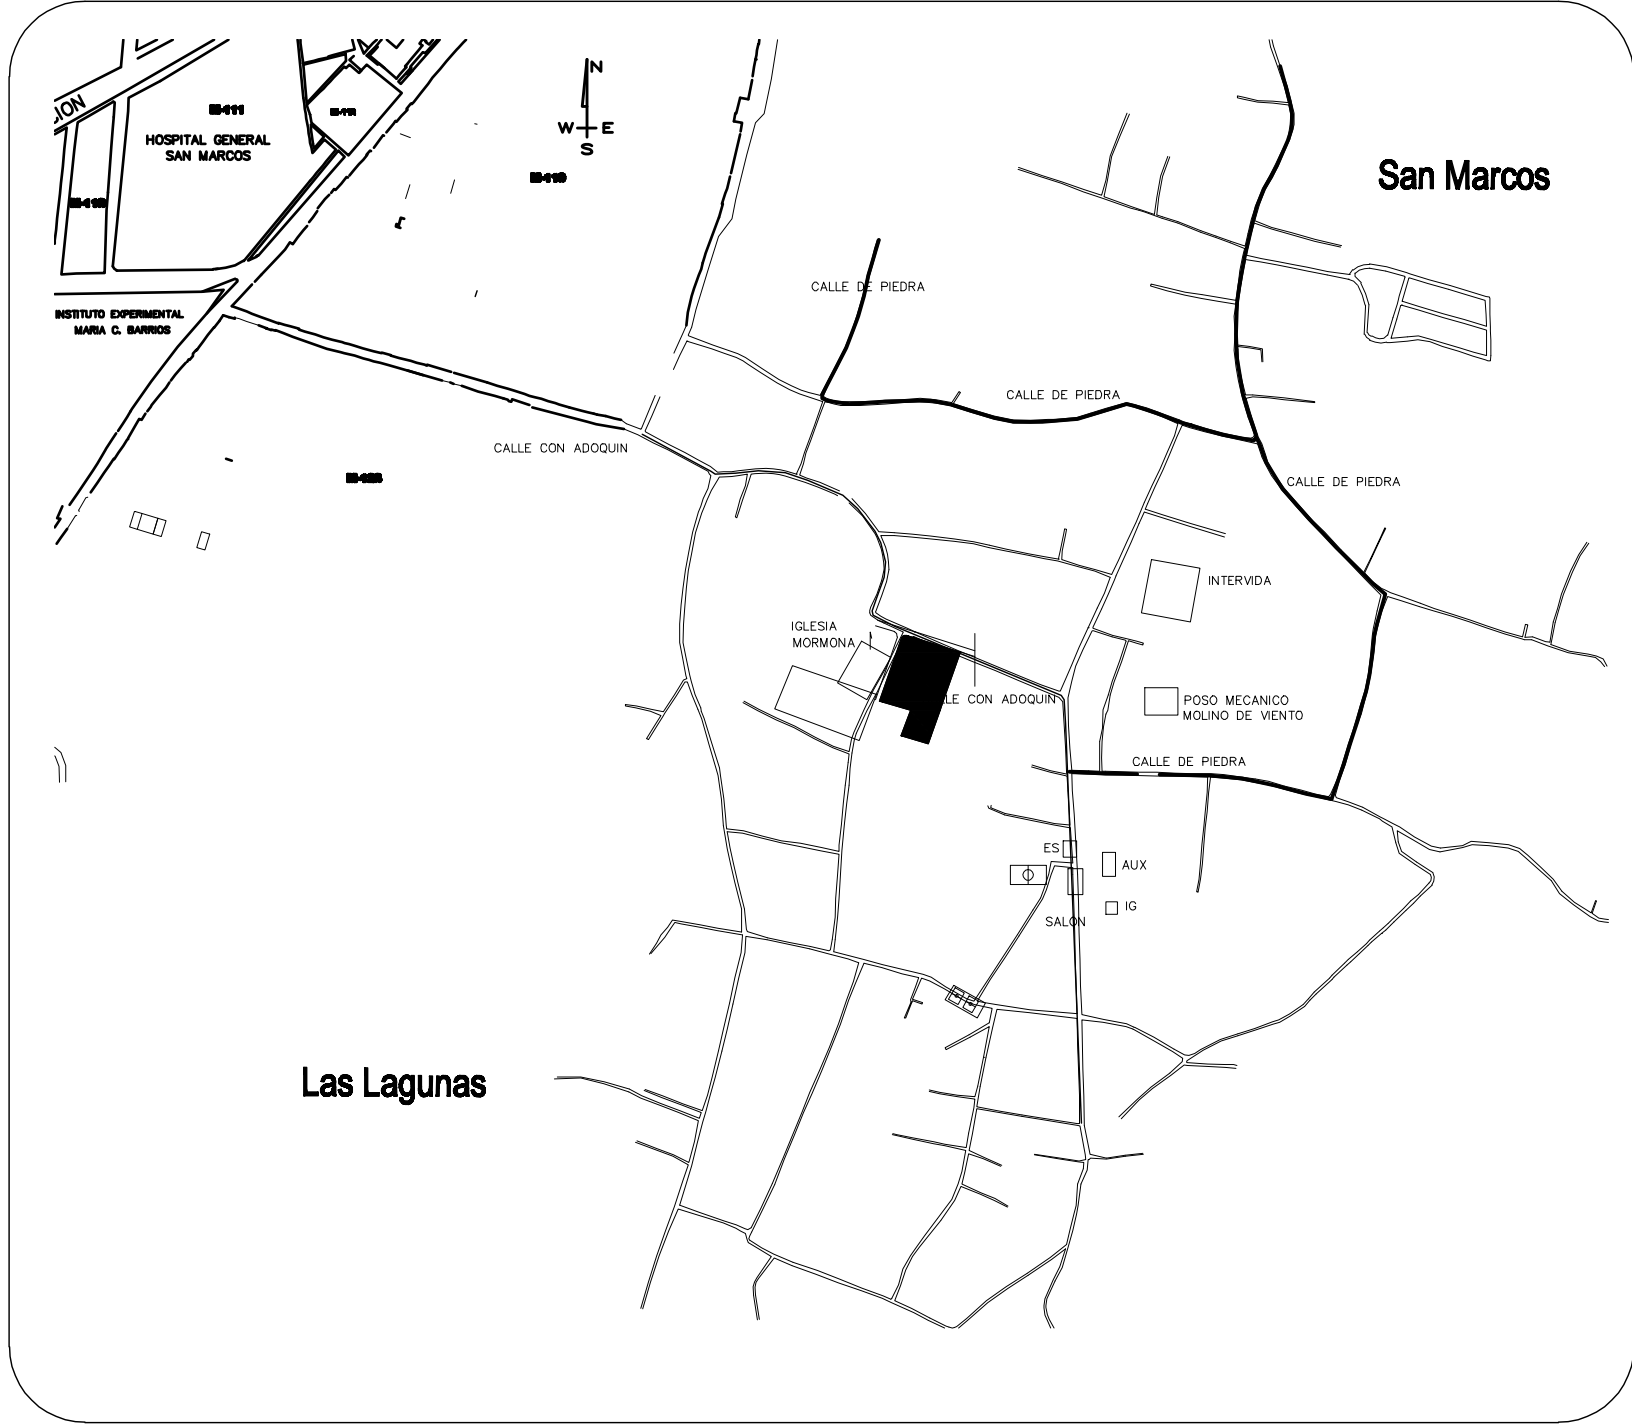 N
W E
S
CION
M-111
HOSPITAL GENERAL
SAN MARCOS
San Marcos
CALLE DE PIEDRA
INSTITUTO EXPERIMENTAL
MARIA C. BARRIOS
CALLE DE PIEDRA
CALLE CON ADOQUIN
CALLE DE PIEDRA
INTERVIDA
IGLESIA
MORMONA
LE CON ADOQUIN
POSO MECANICO
MOLINO DE VIENTO
CALLE DE PIEDRA
ES
AUX
IG
SALON
Las Lagunas